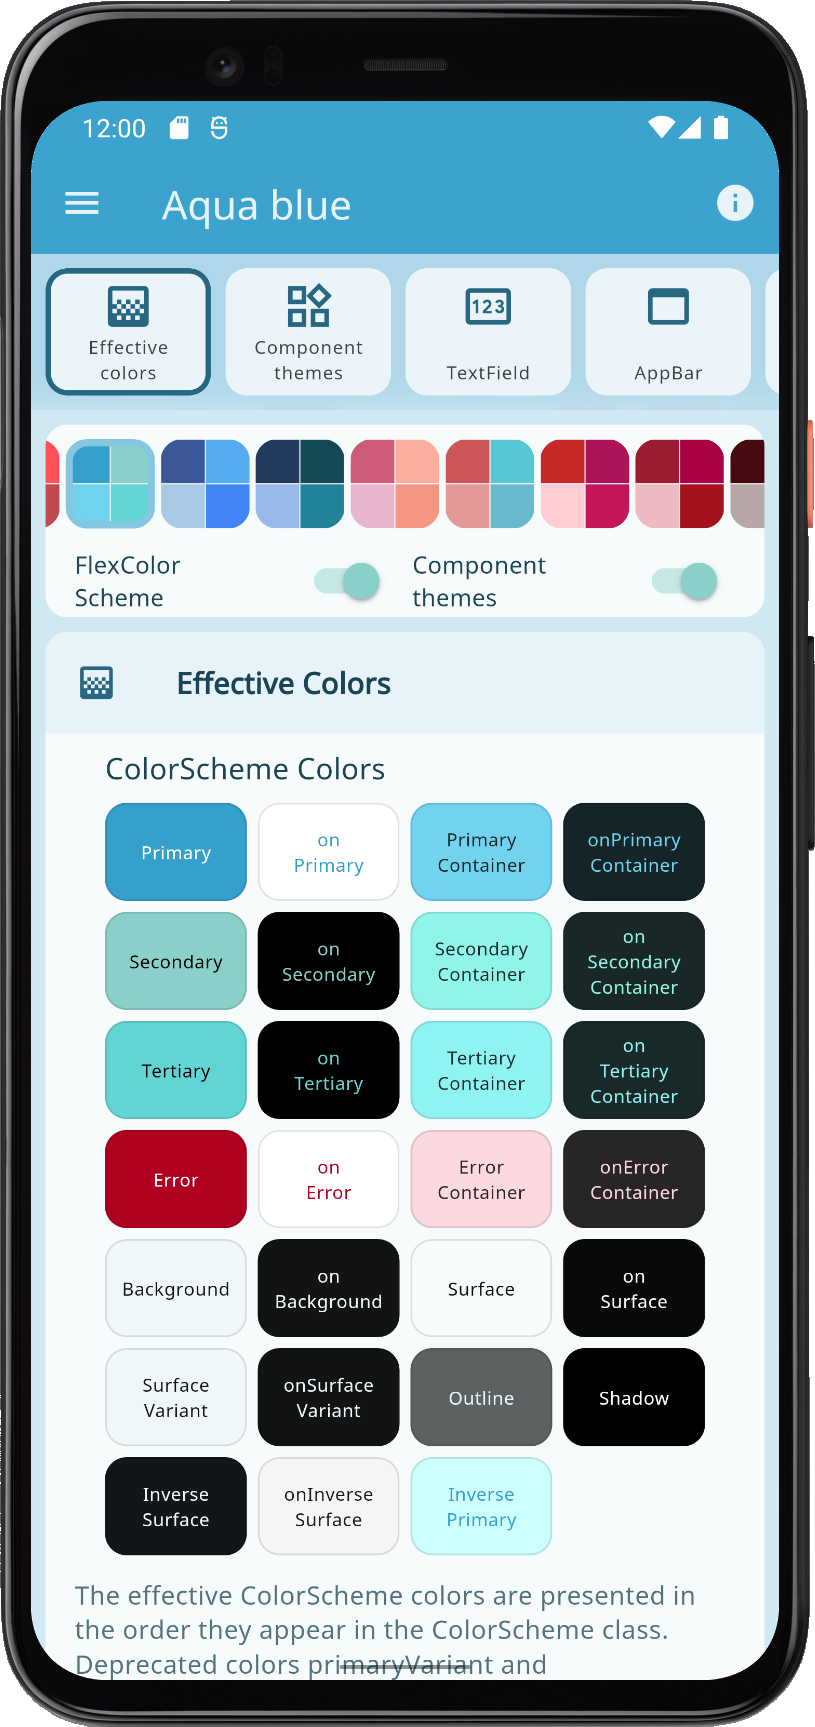 12:00
Aqua blue
Effective
colors
Component
themes
123
TextField
AppBar
FlexColor
Scheme
Component
themes
Effective Colors
ColorScheme Colors
Primary
on
Primary
Primary
Container
onPrimary
Container
Secondary
on
Secondary
Secondary
Container
on
Secondary
Container
Tertiary
on
Tertiary
Tertiary
Container
on
Tertiary
Container
Error
on
Error
Error
Container
onError
Container
Background
on
Background
Surface
on
Surface
Surface
Variant
onSurface
Variant
Outline
Shadow
Inverse
Surface
onInverse
Surface
Inverse
Primary
The effective ColorScheme colors are presented in
the order they appear in the ColorScheme class.
Deprecated colors primaryVariant and